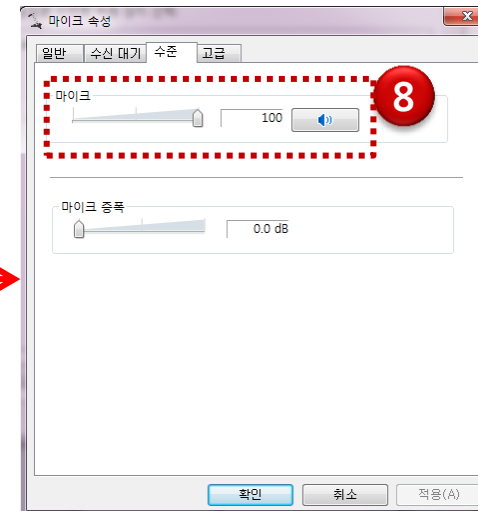 마이크 속성
일반 수신 대기 수준 고급
마이크
100
8
마이크 증폭
0.0 dB
확인 취소 적용(A)